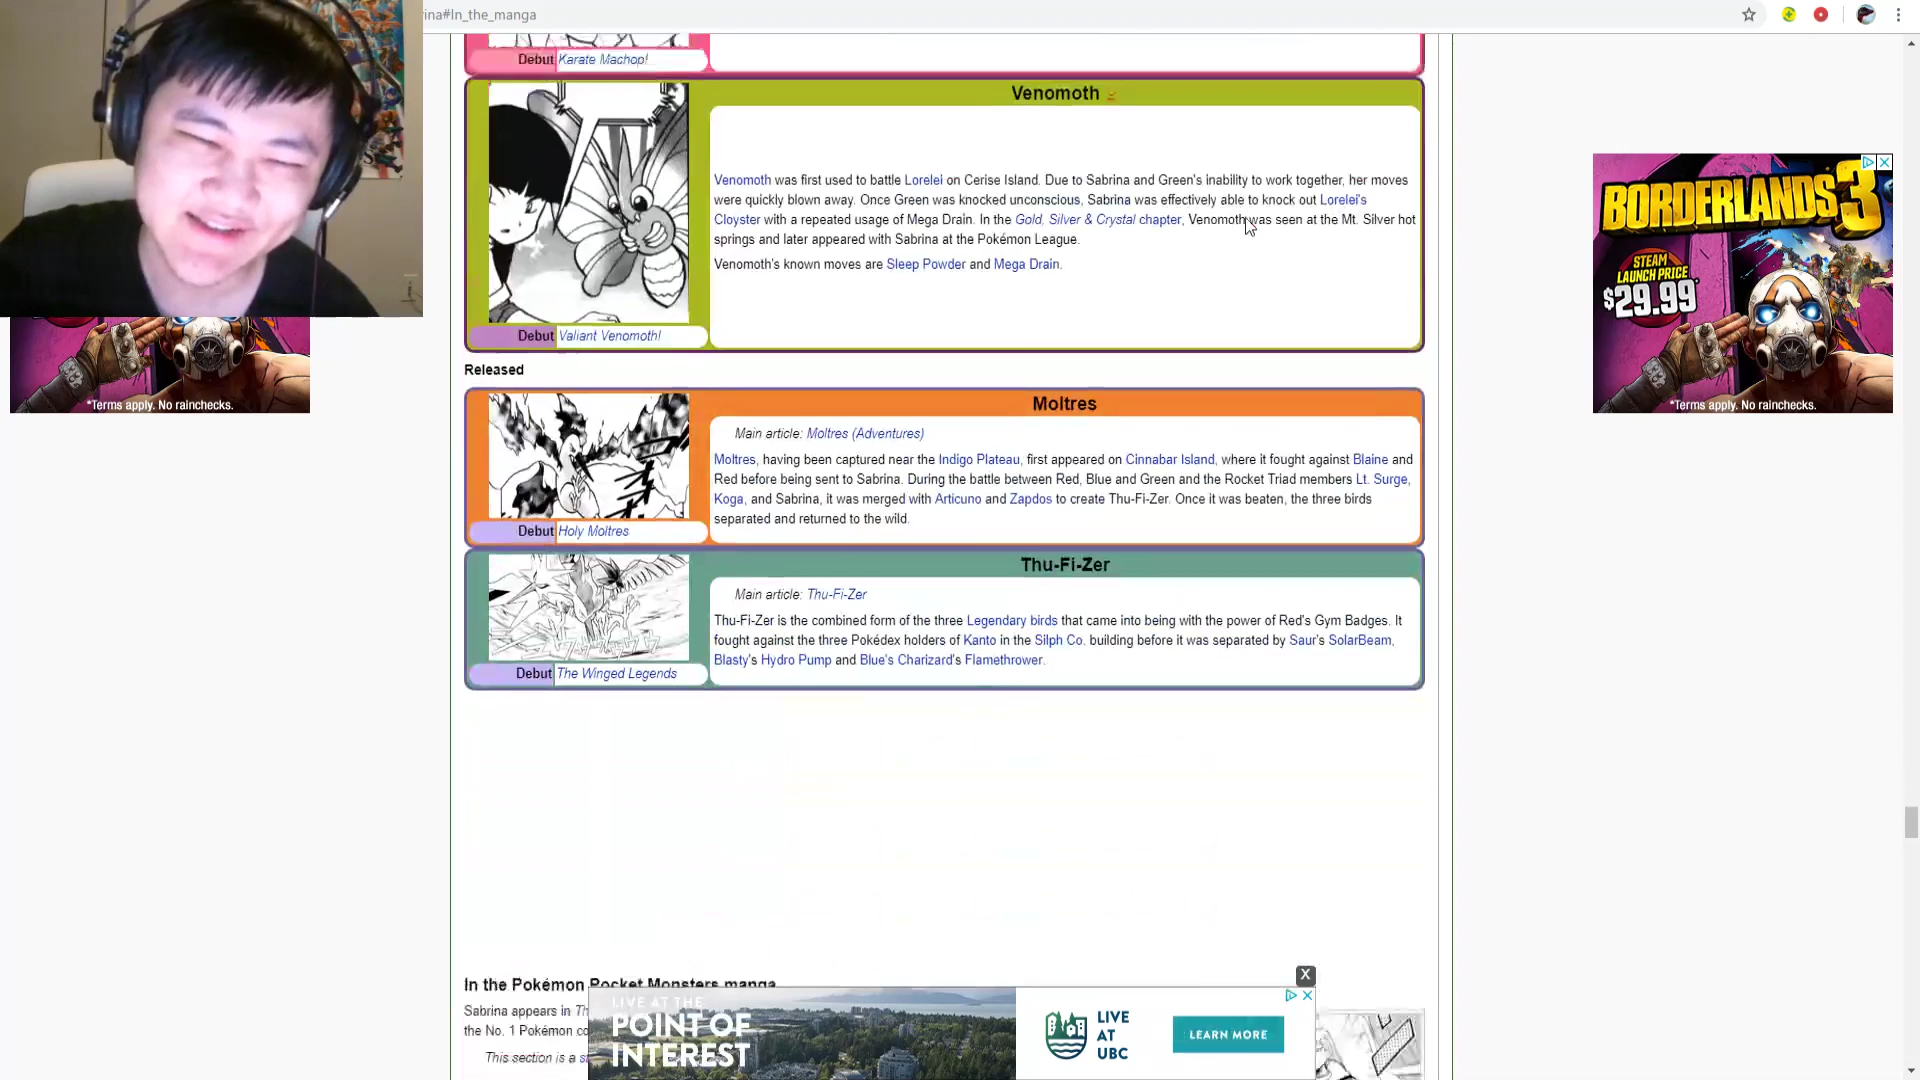 ina#In_the_manga
Debut Karate Machop!
Venomoth
Venomoth was first used to battle Lorelei on Cerise Island. Due to Sabrina and Green's inability to work together, her moves
were quickly blown away. Once Green was knocked unconscious, Sabrina was effectively able to knock out Lorelei's
Cloyster with a repeated usage of Mega Drain. In the Gold, Silver & Crystal chapter, Venomoth was seen at the Mt. Silver hot
springs and later appeared with Sabrina at the Pokémon League.
Venomoth's known moves are Sleep Powder and Mega Drain.
Debut Valiant Venomoth!
Released
Moltres
Main article: Moltres (Adventures)
Moltres, having been captured near the Indigo Plateau, first appeared on Cinnabar Island, where it fought against Blaine and
Red before being sent to Sabrina. During the battle between Red, Blue and Green and the Rocket Triad members Lt. Surge,
Koga, and Sabrina, it was merged with Articuno and Zapdos to create Thu-Fi-Zer. Once it was beaten, the three birds
separated and returned to the wild.
Debut Holy Moltres
Thu-Fi-Zer
Main article: Thu-Fi-Zer
Thu-Fi-Zer is the combined form of the three Legendary birds that came into being with the power of Red's Gym Badges. It
fought against the three Pokédex holders of Kanto in the Silph Co. building before it was separated by Saur's SolarBeam,
Blasty's Hydro Pump and Blue's Charizard's Flamethrower.
Debut The Winged Legends
In the Pokémon Pocket Monsters manga
Sabrina appears in Th
the No. 1 Pokémon co
This section is a s
LIVE AT THE
POINT OF
INTEREST
LIVE
AT
UBC
LEARN MORE
X
*Terms apply. No rainchecks.
BORDERLANDS 3
STEAM
LAUNCH PRICE
$29.99*
*Terms apply. No rainchecks.